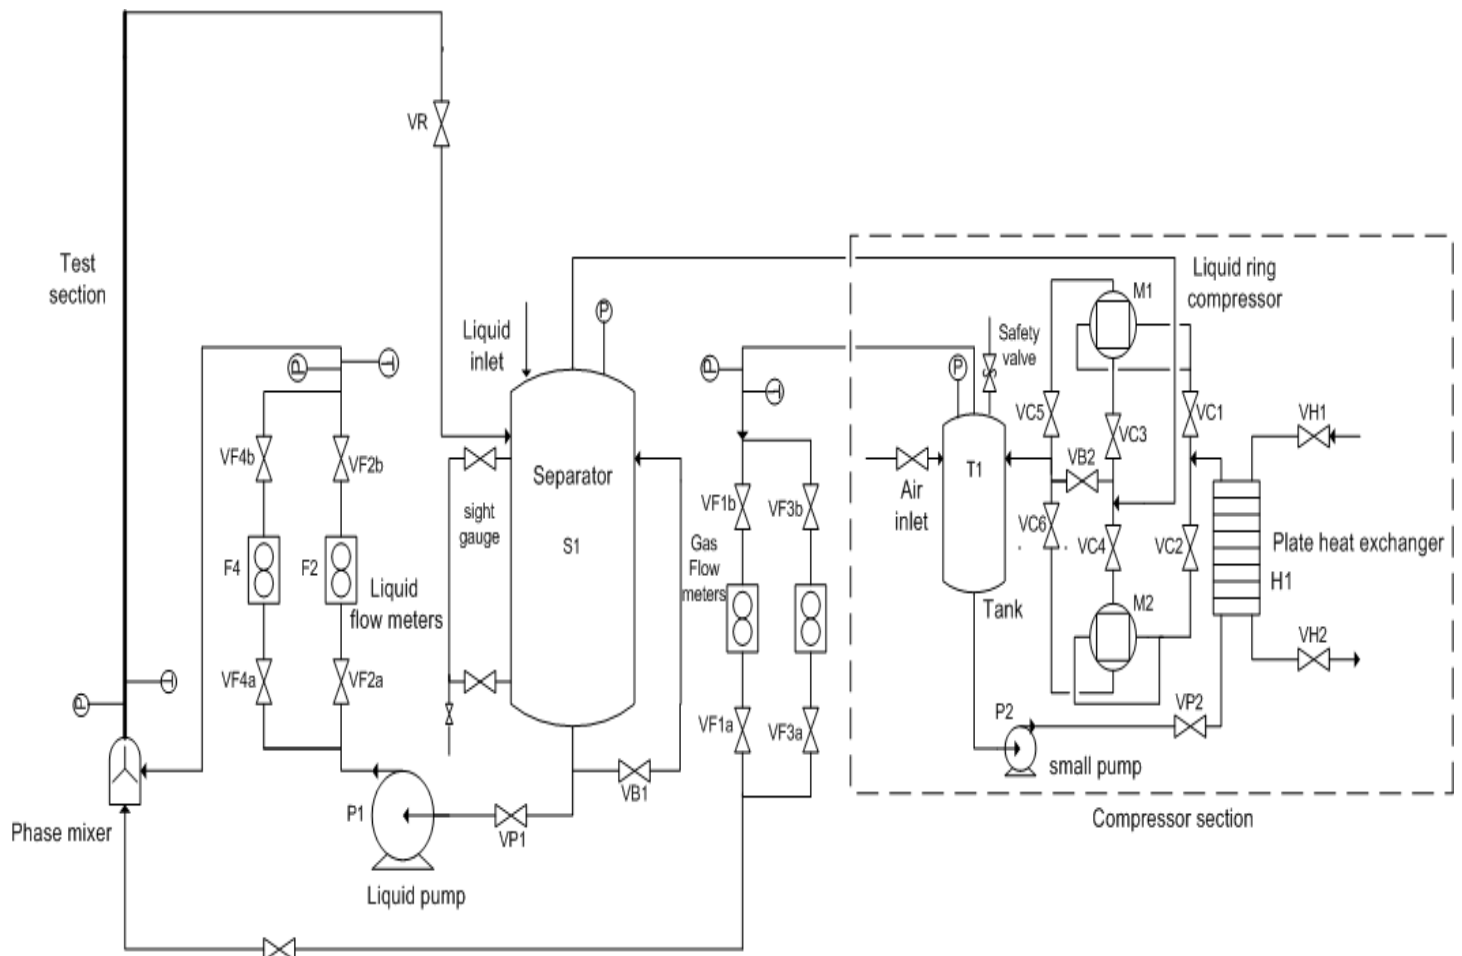 VR
Test
section
Liquid
inlet
P
P
T
VF4b
VF2b
F4
F2
Liquid
flow meters
VF4a
VF2a
T
P
Phase mixer
P1
Liquid pump
VP1
VB1
Separator
S1
sight
gauge
P
T
VF1b
VF3b
Gas
Flow
meters
VF1a
VF3a
Liquid ring
compressor
M1
Safety
valve
S
P
VC5
VC3
VC1
VH1
VB2
T1
Air
inlet
VC6
VC4
VC2
Plate heat exchanger
H1
Tank
M2
VH2
P2
VP2
small pump
Compressor section